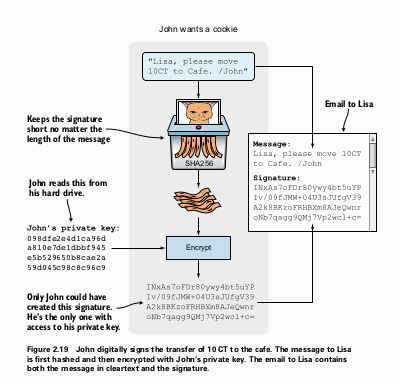 John wants a cookie
"Lisa, please move
10CT to Cafe. /John"
Email to Lisa
Keeps the signature
short no matter the
length of the message
SHA256
Message:
Lisa, please move 10CT
to Cafe. /John
Signature:
INxAs7oFDr80ywy4bt5uYP
Iv/09fJMW+04U3sJUfgV39
A2k8BKzoFRHBXM8AJeQwnr
oNb7qagg9QMj7Vp2wcl+c=
John reads this from
his hard drive.
John's private key:
098dfe2e4d1ca96d
a810e7de1dbbf945
e5b529650b8cae2a
59d045c98c8c96c9
Encrypt
INxAs7oFDr80ywy4bt5uYP
Iv/09fJMW+04U3sJUfgV39
A2k8BKzoFRHBXM8AJeQwnr
oNb7qagg9QMj7Vp2wcl+c=
Only John could have
created this signature.
He's the only one with
access to his private key.
Figure 2.19 John digitally signs the transfer of 10 CT to the cafe. The message to Lisa
is first hashed and then encrypted with John's private key. The email to Lisa contains
both the message in cleartext and the signature.